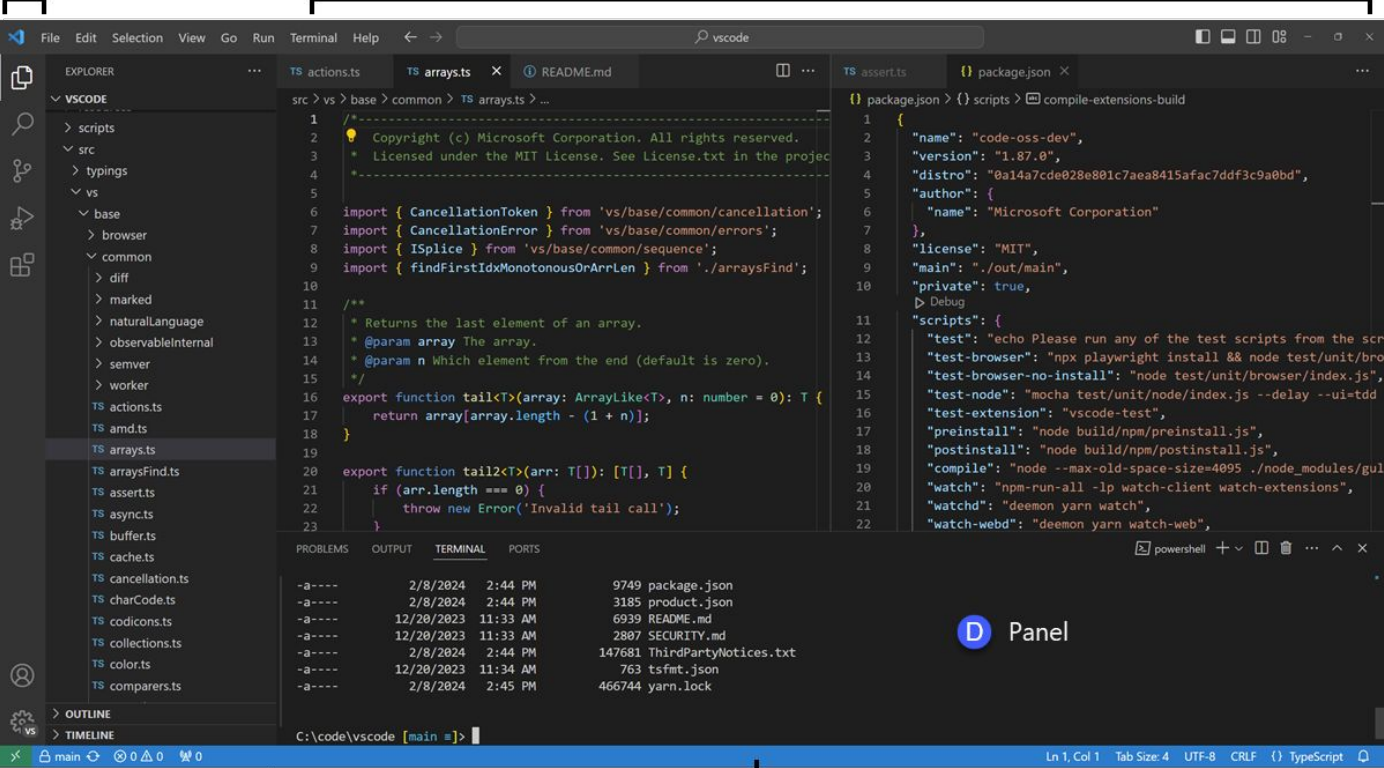 File Edit Selection View Go Run Terminal Help vscode
EXPLORER
VSCODE
scripts
src
typings
vs
base
browser
common
diff
marked
naturalLanguage
observableInternal
semver
worker
TS actions.ts
TS amd.ts
TS arrays.ts
TS arraysFind.ts
TS assert.ts
TS async.ts
TS buffer.ts
TS cache.ts
TS cancellation.ts
TS charCode.ts
TS codicons.ts
TS collections.ts
TS color.ts
TS comparers.ts
OUTLINE
TIMELINE
TS actions.ts TS arrays.ts README.md
src > vs > base > common > TS arrays.ts > ...
1 /*---------------------------------------------------------------
2 Copyright (c) Microsoft Corporation. All rights reserved.
3 * Licensed under the MIT License. See License.txt in the projec
4 *---------------------------------------------------------------
5
6 import { CancellationToken } from 'vs/base/common/cancellation';
7 import { CancellationError } from 'vs/base/common/errors';
8 import { ISplice } from 'vs/base/common/sequence';
9 import { findFirstIdxMonotonousOrArrLen } from './arraysFind';
10
11 /**
12 * Returns the last element of an array.
13 * @param array The array.
14 * @param n Which element from the end (default is zero).
15 */
16 export function tail<T>(array: ArrayLike<T>, n: number = 0): T {
17 return array[array.length - (1 + n)];
18 }
19
20 export function tail2<T>(arr: T[]): [T[], T] {
21 if (arr.length === 0) {
22 throw new Error('Invalid tail call');
23 }
TS assert.ts {} package.json
{} package.json > {} scripts > compile-extensions-build
1 {
2 "name": "code-oss-dev",
3 "version": "1.87.0",
4 "distro": "0a14a7cde028e801c7aea8415afac7ddf3c9a0bd",
5 "author": {
6 "name": "Microsoft Corporation"
7 },
8 "license": "MIT",
9 "main": "./out/main",
10 "private": true,
Debug
11 "scripts": {
12 "test": "echo Please run any of the test scripts from the scr
13 "test-browser": "npx playwright install && node test/unit/bro
14 "test-browser-no-install": "node test/unit/browser/index.js",
15 "test-node": "mocha test/unit/node/index.js --delay --ui=tdd
16 "test-extension": "vscode-test",
17 "preinstall": "node build/npm/preinstall.js",
18 "postinstall": "node build/npm/postinstall.js",
19 "compile": "node --max-old-space-size=4095 ./node_modules/gul
20 "watch": "npm-run-all -lp watch-client watch-extensions",
21 "watchd": "deemon yarn watch",
22 "watch-webd": "deemon yarn watch-web",
PROBLEMS OUTPUT TERMINAL PORTS powershell
-a---- 2/8/2024 2:44 PM 9749 package.json
-a---- 2/8/2024 2:44 PM 3185 product.json
-a---- 12/20/2023 11:33 AM 6939 README.md
-a---- 12/20/2023 11:33 AM 2807 SECURITY.md
-a---- 2/8/2024 2:44 PM 147681 ThirdPartyNotices.txt
-a---- 12/20/2023 11:34 AM 763 tsfmt.json
-a---- 2/8/2024 2:45 PM 466744 yarn.lock
D Panel
C:\code\vscode [main ≡]>
VS
main 0 0 0 Ln 1, Col 1 Tab Size: 4 UTF-8 CRLF {} TypeScript